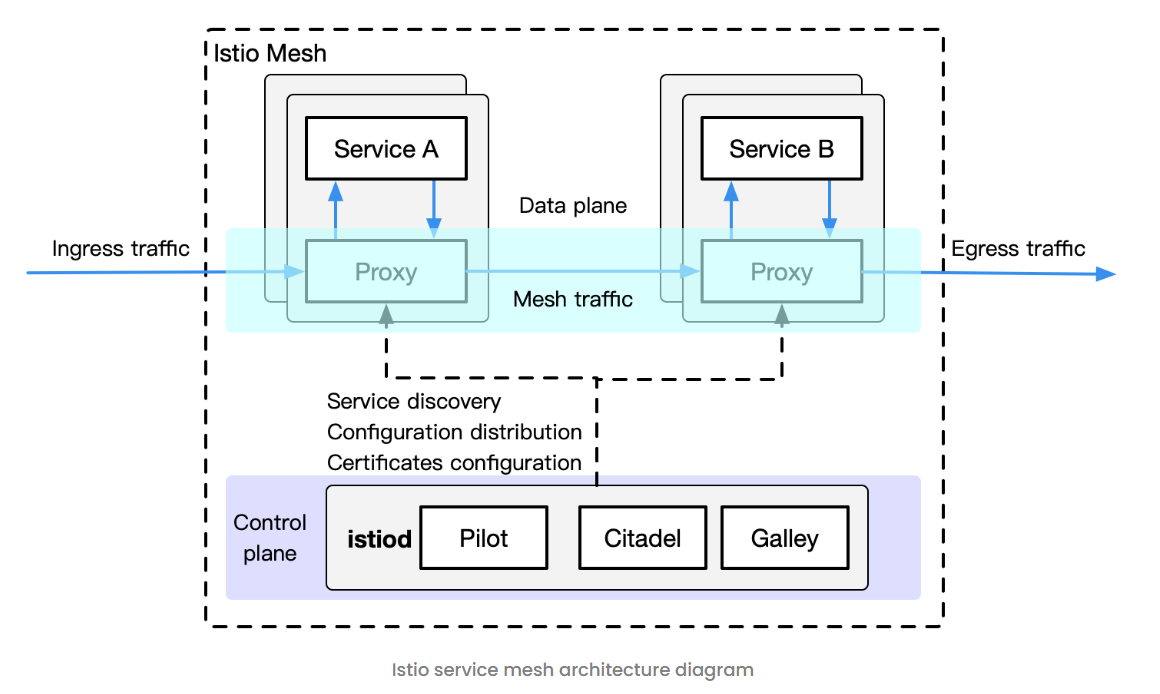 Istio Mesh
Service A
Service B
Data plane
Ingress traffic
Egress traffic
Proxy
Proxy
Mesh traffic
Service discovery
Configuration distribution
Certificates configuration
Control
plane
istiod
Pilot
Citadel
Galley
Istio service mesh architecture diagram